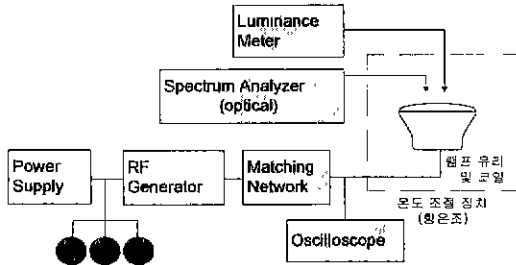 Luminance
Meter
Spectrum Analyzer
(optical)
램프 유리
및 코일
Power
Supply
RF
Generator
Matching
Network
온도 조절 장치
(항온조)
Oscilloscope